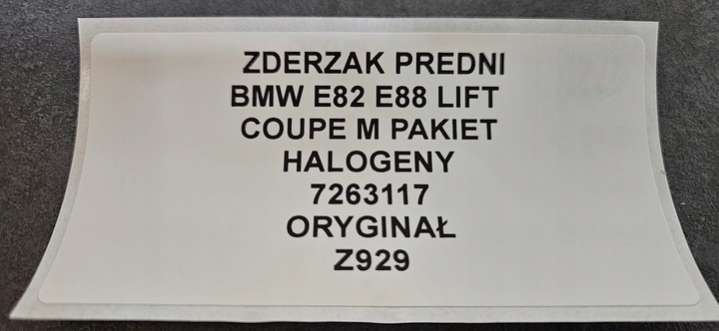 ZDERZAK PREDNI
BMW E82 E88 LIFT
COUPE M PAKIET
HALOGENY
7263117
ORYGINAŁ
Z929